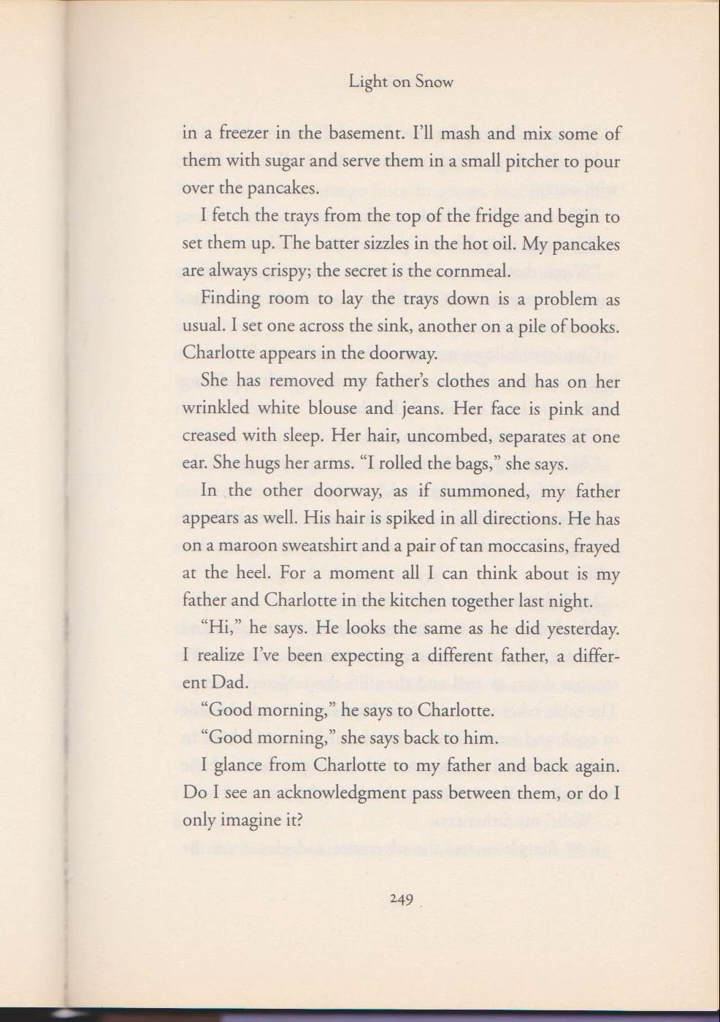 Light on Snow
in a freezer in the basement. I'll mash and mix some of
them with sugar and serve them in a small pitcher to pour
over the pancakes.
I fetch the trays from the top of the fridge and begin to
set them up. The batter sizzles in the hot oil. My pancakes
are always crispy; the secret is the cornmeal.
Finding room to lay the trays down is a problem as
usual. I set one across the sink, another on a pile of books.
Charlotte appears in the doorway.
She has removed my father's clothes and has on her
wrinkled white blouse and jeans. Her face is pink and
creased with sleep. Her hair, uncombed, separates at one
ear. She hugs her arms. “I rolled the bags,” she says.
In the other doorway, as if summoned, my father
appears as well. His hair is spiked in all directions. He has
on a maroon sweatshirt and a pair of tan moccasins, frayed
at the heel. For a moment all I can think about is my
father and Charlotte in the kitchen together last night.
“Hi,” he says. He looks the same as he did yesterday.
I realize I've been expecting a different father, a differ-
ent Dad.
“Good morning,” he says to Charlotte.
“Good morning,” she says back to him.
I glance from Charlotte to my father and back again.
Do I see an acknowledgment pass between them, or do I
only imagine it?
249